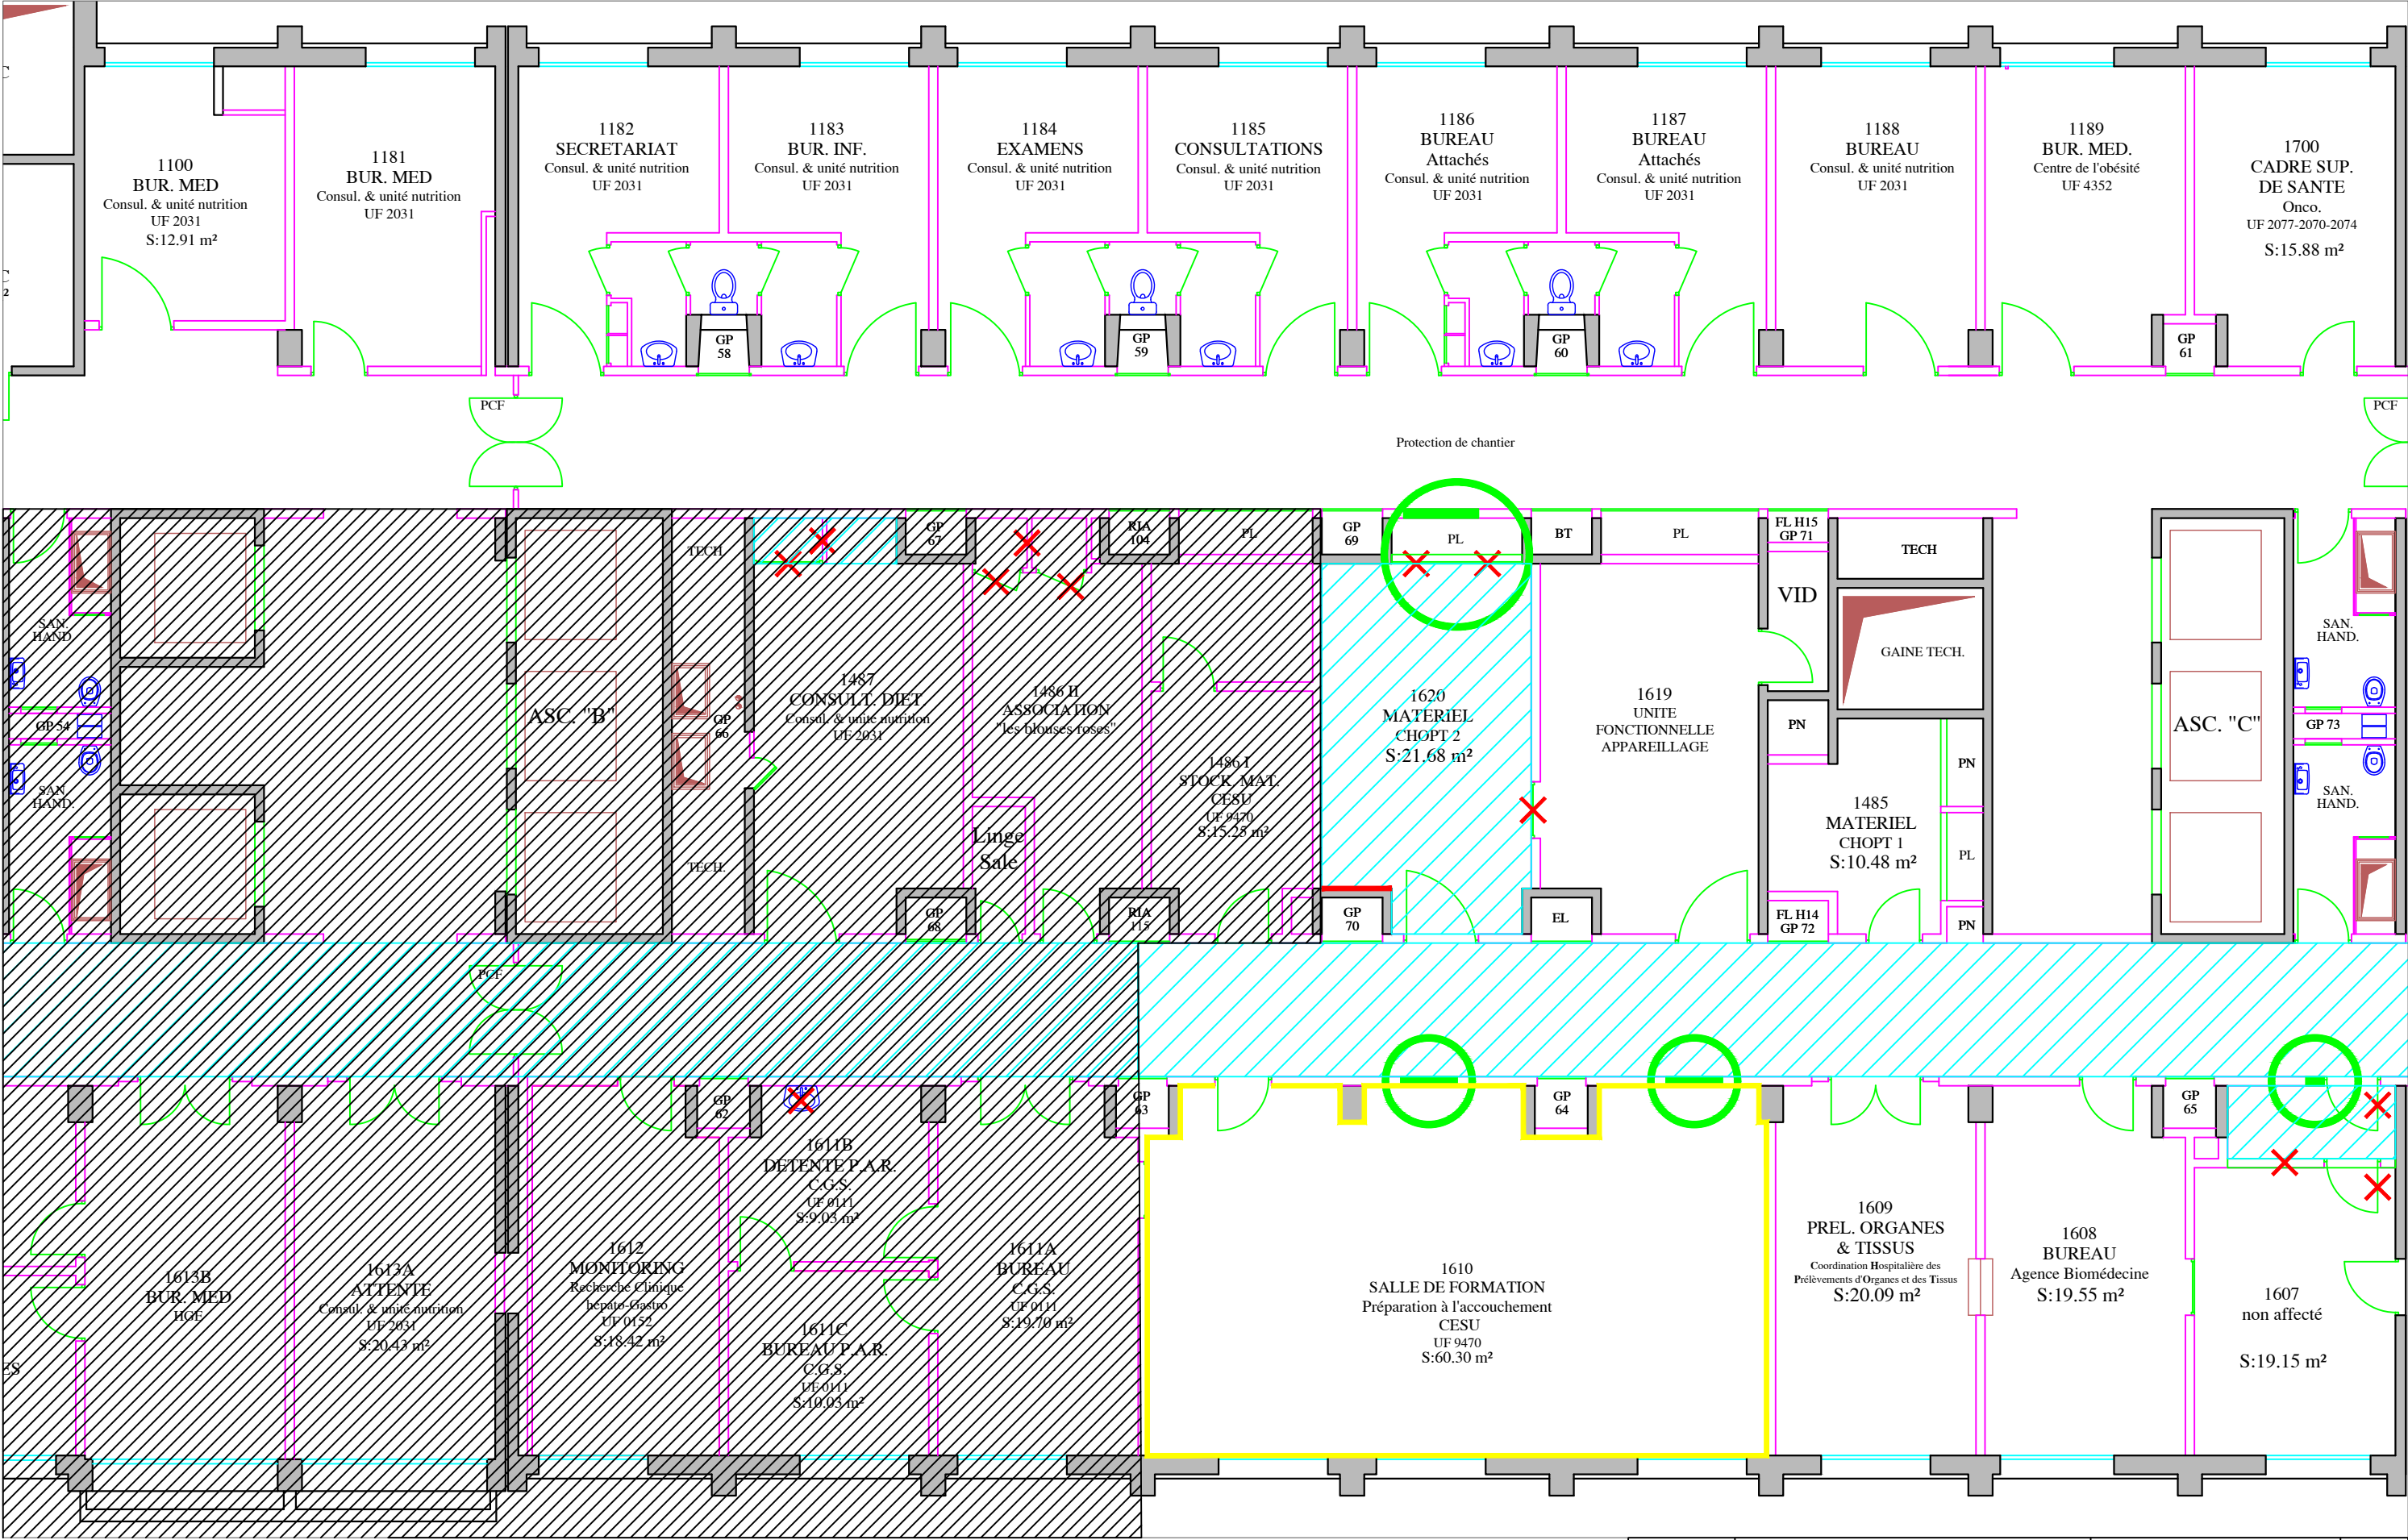 1100
BUR. MED
Consul. & unité nutrition
UF 2031
S:12.91 m²
1181
BUR. MED
Consul. & unité nutrition
UF 2031
1182
SECRETARIAT
Consul. & unité nutrition
UF 2031
1183
BUR. INF.
Consul. & unité nutrition
UF 2031
1184
EXAMENS
Consul. & unité nutrition
UF 2031
1185
CONSULTATIONS
Consul. & unité nutrition
UF 2031
1186
BUREAU
Attachés
Consul. & unité nutrition
UF 2031
1187
BUREAU
Attachés
Consul. & unité nutrition
UF 2031
1188
BUREAU
Consul. & unité nutrition
UF 2031
1189
BUR. MED.
Centre de l'obésité
UF 4352
1700
CADRE SUP.
DE SANTE
Onco.
UF 2077-2070-2074
S:15.88 m²
GP
58
GP
59
GP
60
GP
61
PCF
PCF
Protection de chantier
TECH
GP
67
RIA
104
PL
GP
69
PL
BT
PL
FL H15
GP 71
TECH
SAN.
HAND.
GP 54
SAN.
HAND.
ASC. "B"
GP
66
TECH.
1487
CONSULT. DIET
Consul. & unité nutrition
UF 2031
1486 II
ASSOCIATION
"les blouses roses"
Linge
Sale
1486 I
STOCK. MAT.
CESU
UF 9470
S:15.25 m²
1620
MATERIEL
CHOPT 2
S:21.68 m²
1619
UNITE
FONCTIONNELLE
APPAREILLAGE
VID
GAINE TECH.
PN
PN
1485
MATERIEL
CHOPT 1
S:10.48 m²
PL
ASC. "C"
SAN.
HAND.
GP 73
SAN.
HAND.
GP
68
RIA
115
GP
70
EL
FL H14
GP 72
PN
PCF
GP
62
GP
63
GP
64
GP
65
1613B
BUR. MED
HGE
1613A
ATTENTE
Consul. & unité nutrition
UF 2031
S:20.43 m²
1612
MONITORING
Recherche Clinique
hepato-Gastro
UF 0152
S:18.42 m²
1611B
DETENTE P.A.R.
C.G.S.
UF 0111
S:9.03 m²
1611C
BUREAU P.A.R.
C.G.S.
UF 0111
S:10.03 m²
1611A
BUREAU
C.G.S.
UF 0111
S:19.70 m²
1610
SALLE DE FORMATION
Préparation à l'accouchement
CESU
UF 9470
S:60.30 m²
1609
PREL. ORGANES
& TISSUS
Coordination Hospitalière des
Prélèvements d'Organes et des Tissus
S:20.09 m²
1608
BUREAU
Agence Biomédecine
S:19.55 m²
1607
non affecté
S:19.15 m²
ES